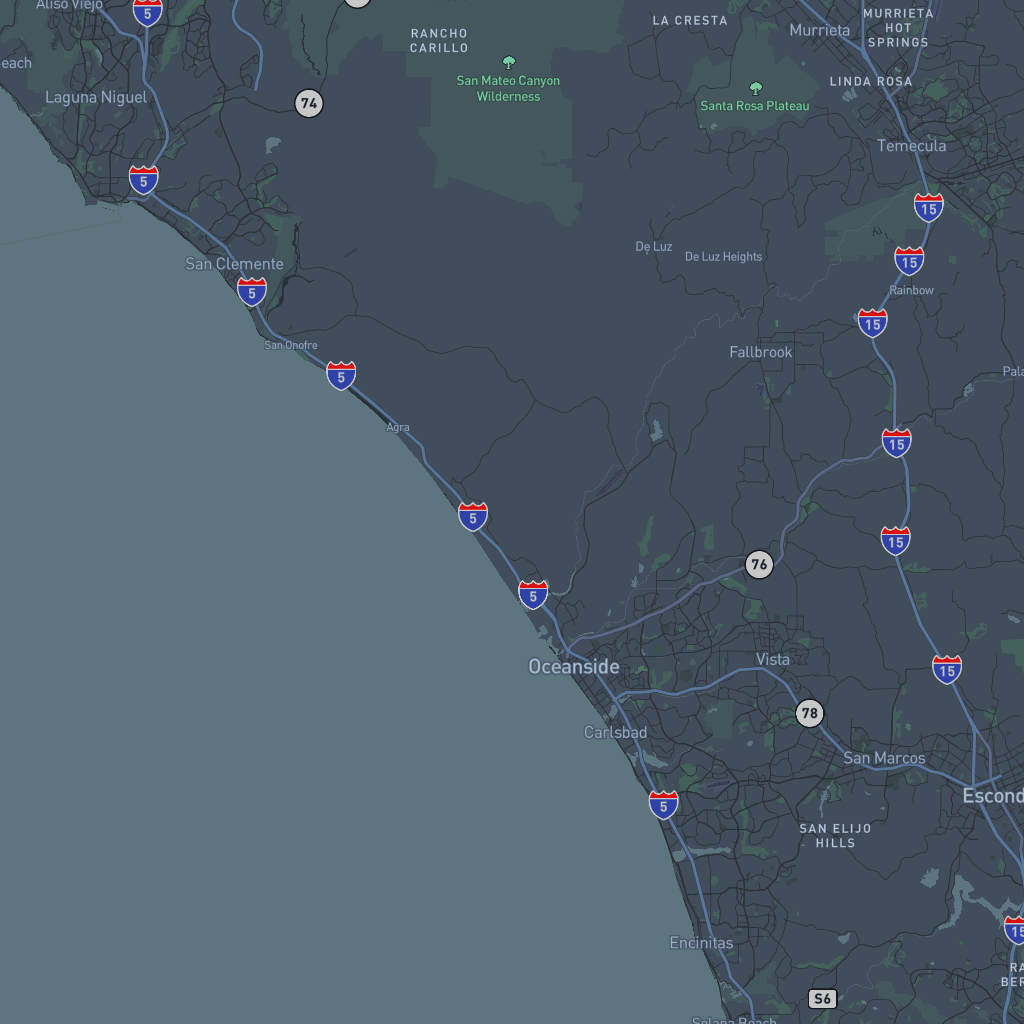 Aliso Viejo
5
LA CRESTA
MURRIETA
HOT
SPRINGS
Murrieta
RANCHO
CARILLO
each
San Mateo Canyon
Wilderness
LINDA ROSA
Laguna Niguel
74
Santa Rosa Plateau
Temecula
5
15
De Luz
De Luz Heights
San Clemente
15
5
Rainbow
15
San Onofre
Fallbrook
5
Pala
Agra
15
5
15
76
5
Oceanside
Vista
15
78
Carlsbad
San Marcos
5
Escond
SAN ELIJO
HILLS
15
Encinitas
RA
BER
S6
Solana Beach